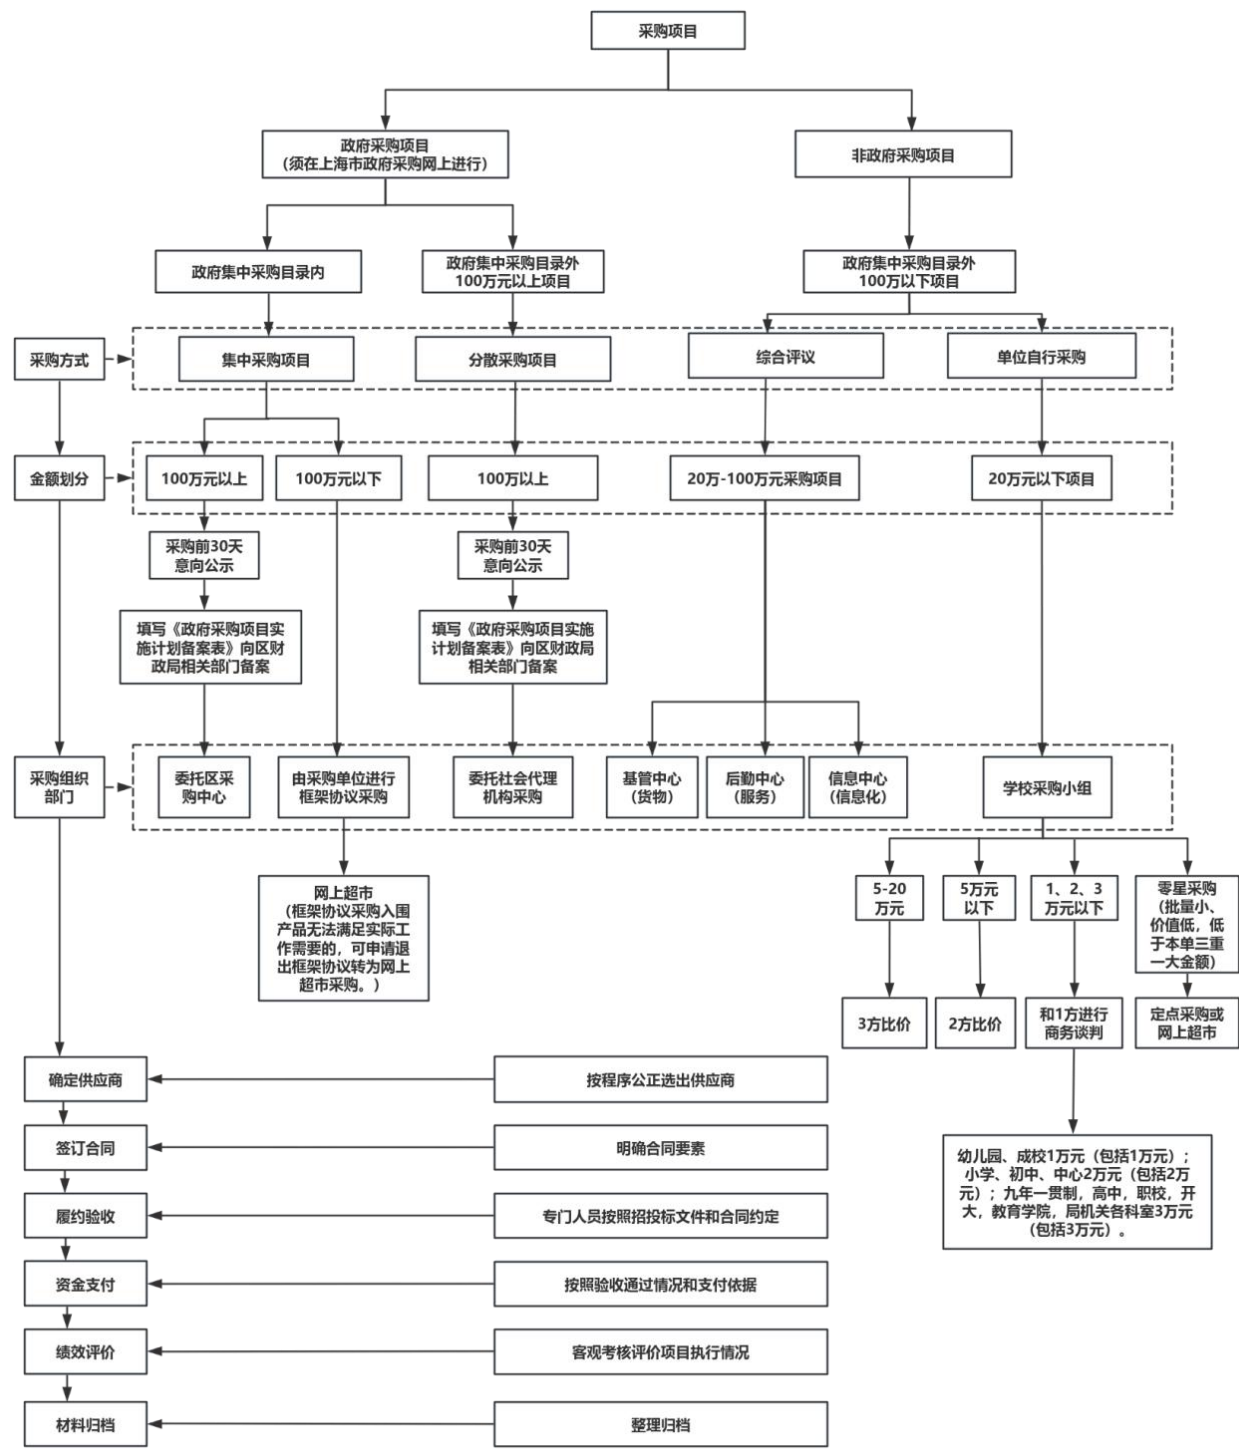 采购项目
政府采购项目
（须在上海市政府采购网上进行）
非政府采购项目
政府集中采购目录内
政府集中采购目录外
100万元以上项目
政府集中采购目录外
100万以下项目
采购方式
集中采购项目
分散采购项目
综合评议
单位自行采购
金额划分
100万元以上
100万元以下
100万以上
20万-100万元采购项目
20万元以下项目
采购前30天
意向公示
采购前30天
意向公示
填写《政府采购项目实
施计划备案表》向区财
政局相关部门备案
填写《政府采购项目实施
计划备案表》向区财政局
相关部门备案
采购组织
部门
委托区采
购中心
由采购单位进行
框架协议采购
委托社会代理
机构采购
基管中心
（货物）
后勤中心
（服务）
信息中心
（信息化）
学校采购小组
网上超市
（框架协议采购入围
产品无法满足实际工
作需要的，可申请退
出框架协议转为网上
超市采购。）
5-20
万元
5万元
以下
1、2、3
万元以下
零星采购
（批量小、
价值低，低
于本单三重
一大金额）
3方比价
2方比价
和1方进行
商务谈判
定点采购或
网上超市
幼儿园、成校1万元（包括1万元）；
小学、初中、中心2万元（包括2万
元）；九年一贯制，高中，职校，开
大，教育学院，局机关各科室3万元
（包括3万元）。
确定供应商
按程序公正选出供应商
签订合同
明确合同要素
履约验收
专门人员按照招投标文件和合同约定
资金支付
按照验收通过情况和支付依据
绩效评价
客观考核评价项目执行情况
材料归档
整理归档